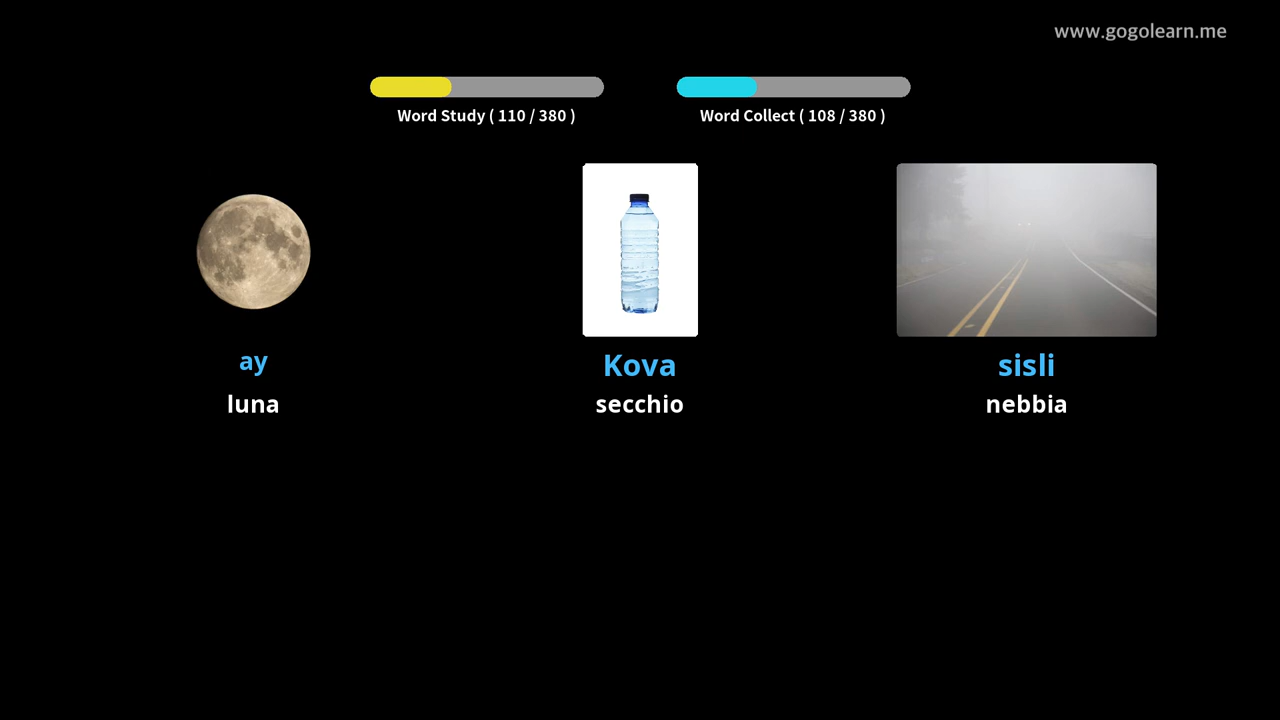 www.gogolearn.me
Word Study ( 110 / 380 )
Word Collect ( 108 / 380 )
ay
luna
Kova
secchio
sisli
nebbia